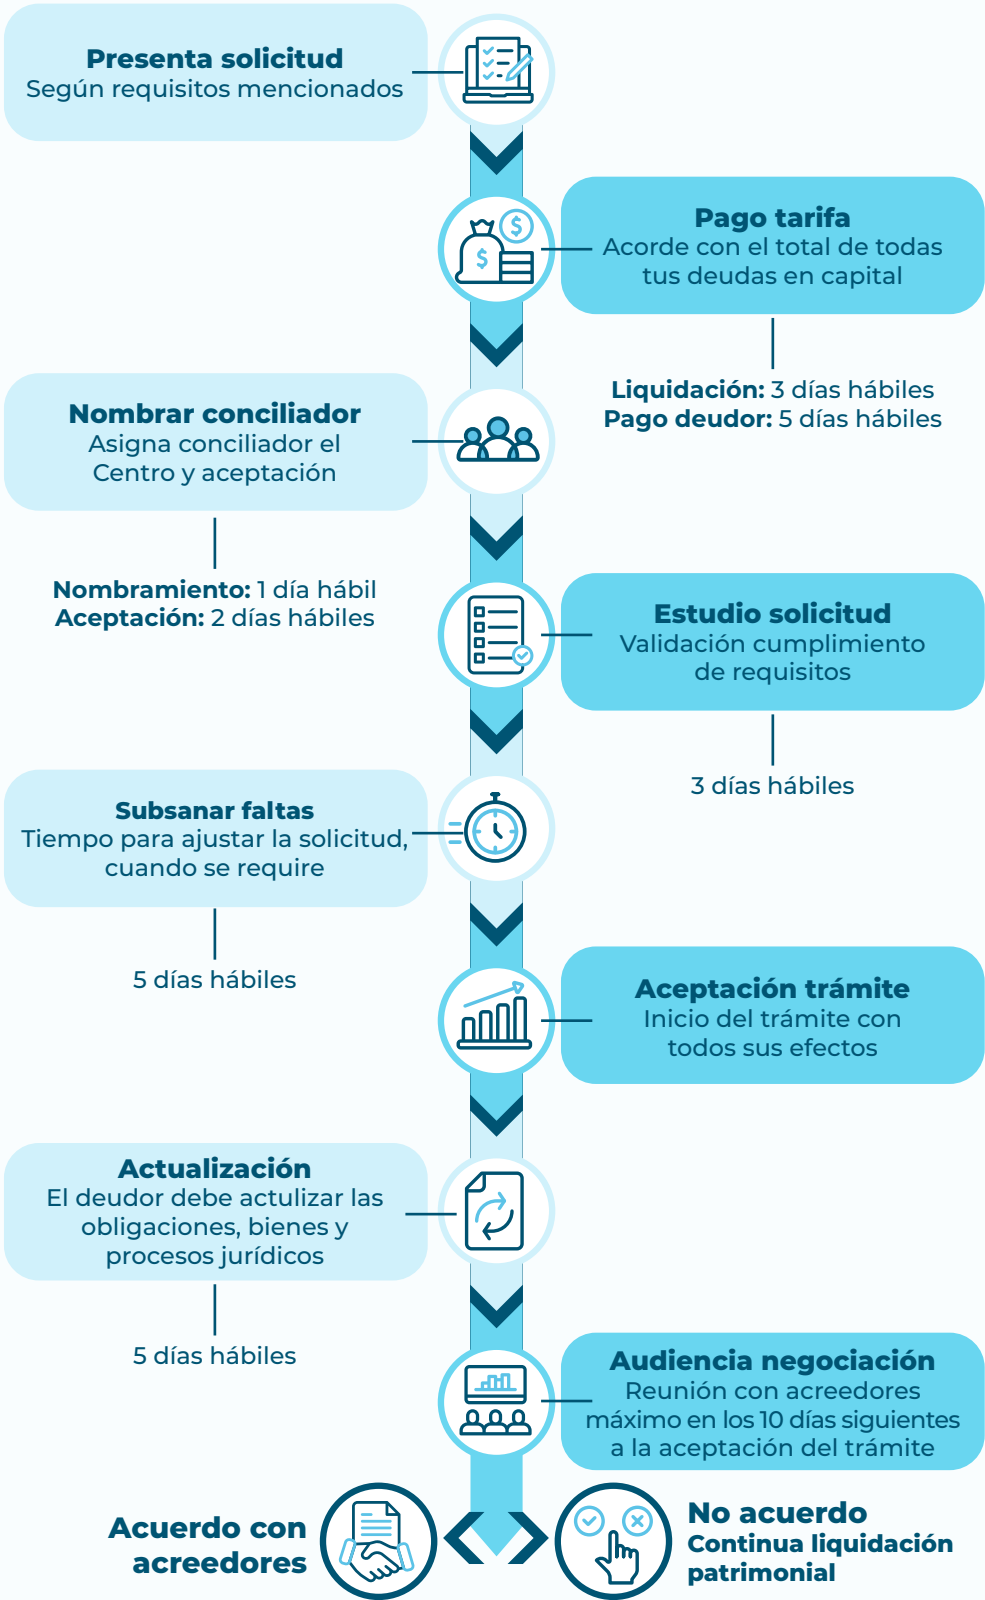 Presenta solicitud
Según requisitos mencionados
Pago tarifa
Acorde con el total de todas
tus deudas en capital
Liquidación: 3 días hábiles
Pago deudor: 5 días hábiles
Nombrar conciliador
Asigna conciliador el
Centro y aceptación
Nombramiento: 1 día hábil
Aceptación: 2 días hábiles
Estudio solicitud
Validación cumplimiento
de requisitos
3 días hábiles
Subsanar faltas
Tiempo para ajustar la solicitud,
cuando se require
5 días hábiles
Aceptación trámite
Inicio del trámite con
todos sus efectos
Actualización
El deudor debe actulizar las
obligaciones, bienes y
procesos jurídicos
5 días hábiles
Audiencia negociación
Reunión con acreedores
máximo en los 10 días siguientes
a la aceptación del trámite
Acuerdo con
acreedores
No acuerdo
Continua liquidación
patrimonial